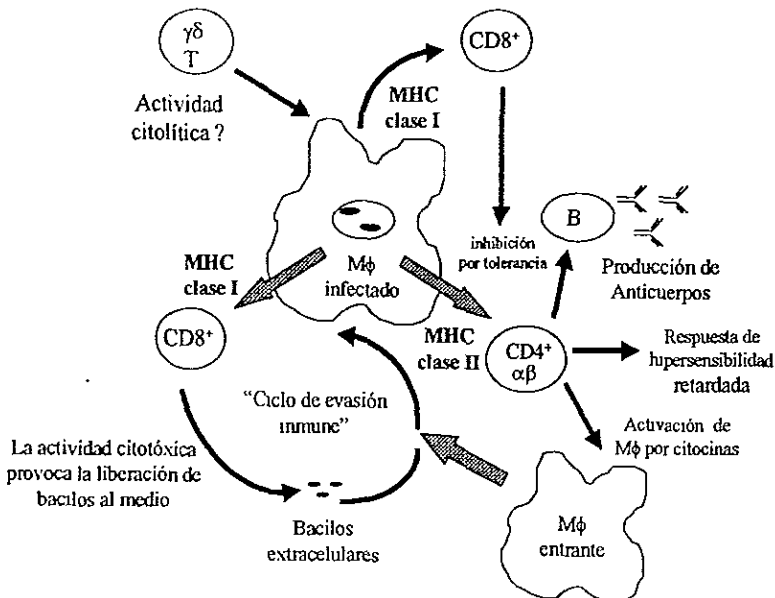 γδ
T
Actividad
citolítica ?
MHC
clase I
CD8⁺
inhibición
por tolerancia
B
Producción de
Anticuerpos
MHC
clase I
Mϕ
infectado
MHC
clase II
CD4⁺
αβ
Respuesta de
hipersensibilidad
retardada
CD8⁺
"Ciclo de evasión
inmune"
Activación de
Mϕ por citocinas
La actividad citotóxica
provoca la liberación de
bacilos al medio
Bacilos
extracelulares
Mϕ
entrante